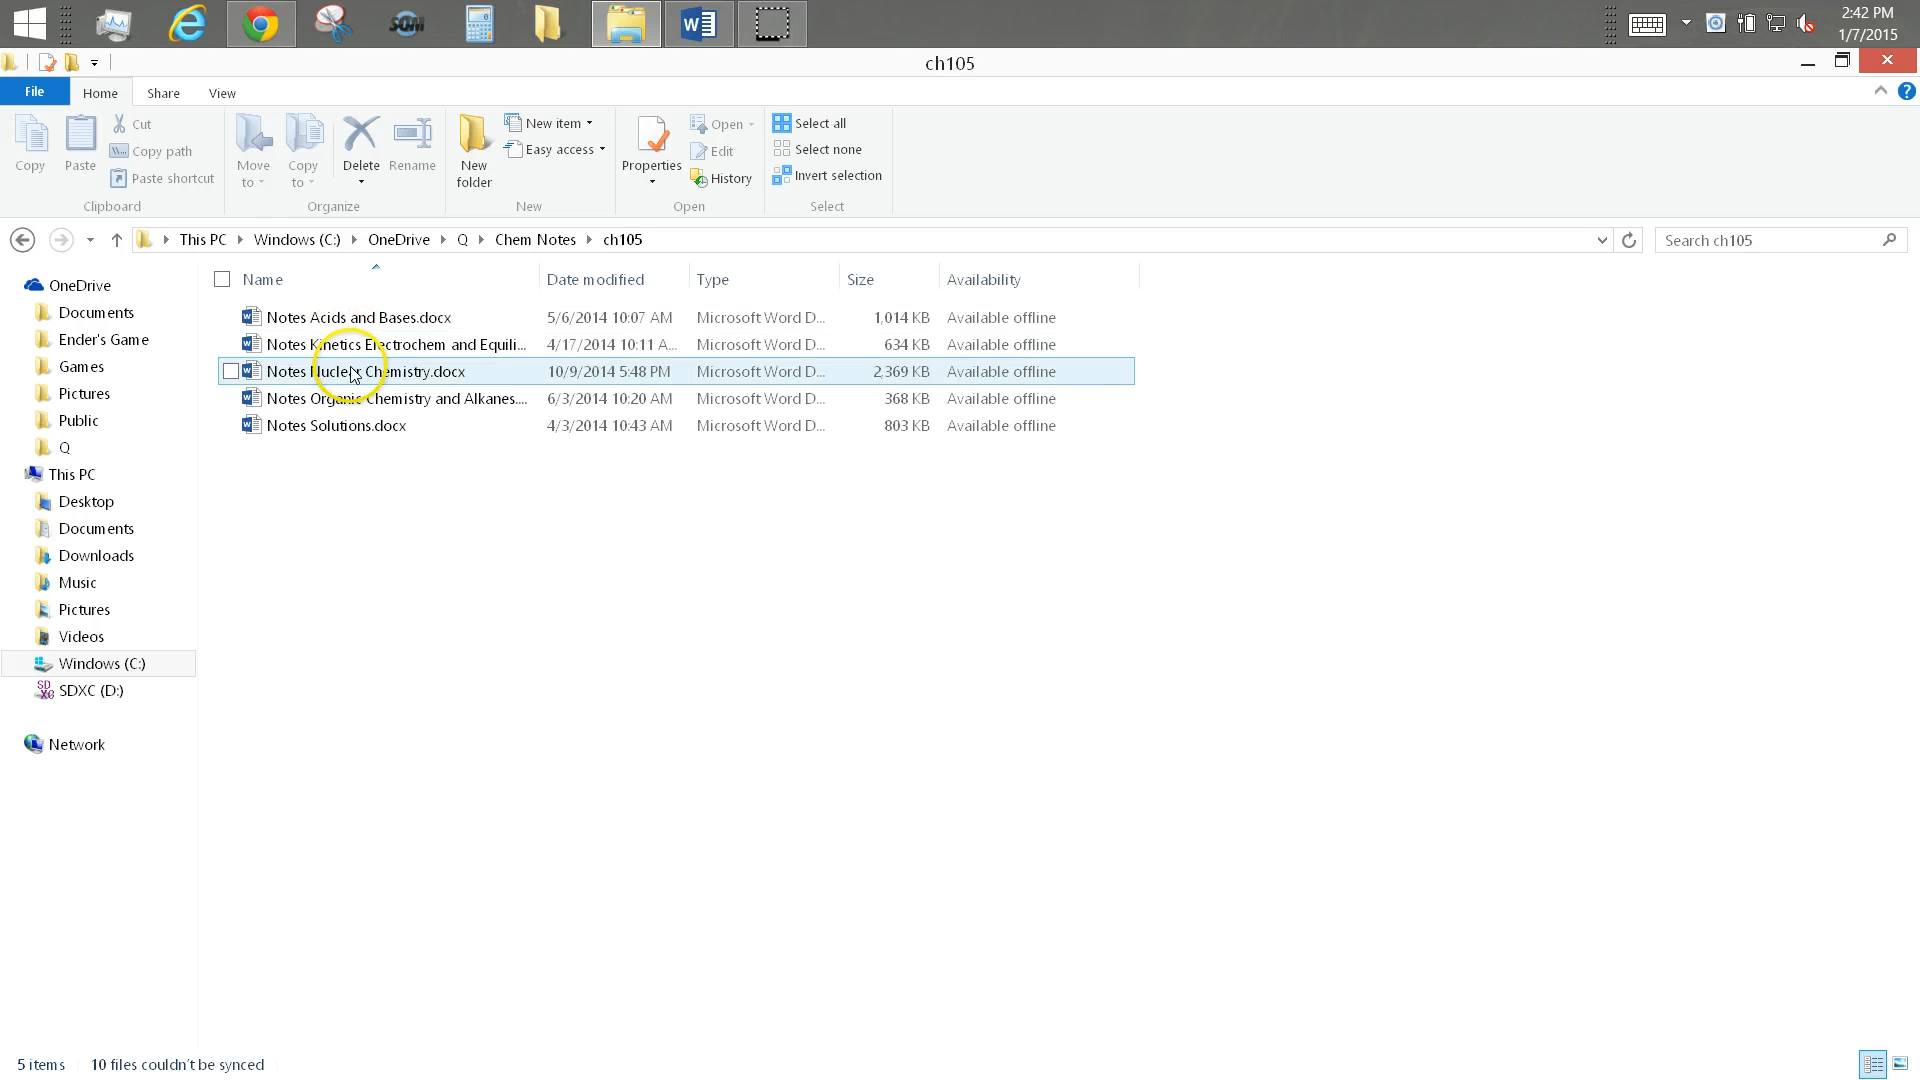 2:42 PM
1/7/2015
ch105
File Home Share View
Copy
Paste
Cut
Copy path
Paste shortcut
Clipboard
Move to
Copy to
Delete
Rename
Organize
New folder
New item
Easy access
New
Properties
Open
Edit
History
Open
Select all
Select none
Invert selection
Select
This PC Windows (C:) OneDrive Q Chem Notes ch105
Search ch105
OneDrive
Documents
Ender's Game
Games
Pictures
Public
Q
This PC
Desktop
Documents
Downloads
Music
Pictures
Videos
Windows (C:)
SDXC (D:)
Network
Name Date modified Type Size Availability
Notes Acids and Bases.docx 5/6/2014 10:07 AM Microsoft Word D... 1,014 KB Available offline
Notes Kinetics Electrochem and Equili... 4/17/2014 10:11 A... Microsoft Word D... 634 KB Available offline
Notes Nuclear Chemistry.docx 10/9/2014 5:48 PM Microsoft Word D... 2,369 KB Available offline
Notes Organic Chemistry and Alkanes.... 6/3/2014 10:20 AM Microsoft Word D... 368 KB Available offline
Notes Solutions.docx 4/3/2014 10:43 AM Microsoft Word D... 803 KB Available offline
5 items 10 files couldn't be synced